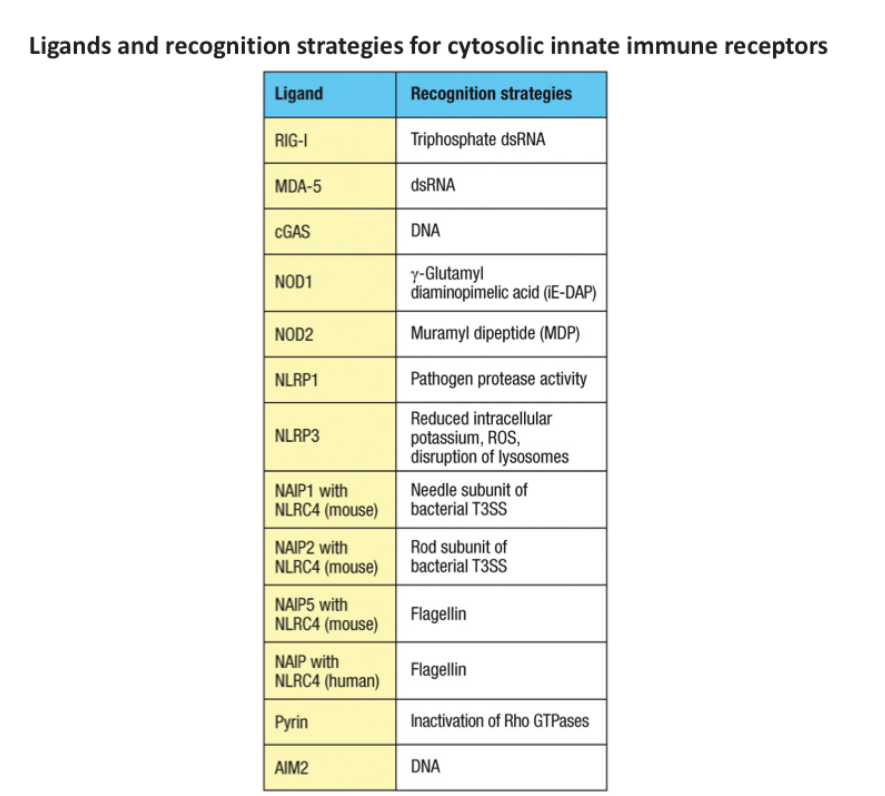 Ligands and recognition strategies for cytosolic innate immune receptors
Ligand
Recognition strategies
RIG-I
Triphosphate dsRNA
MDA-5
dsRNA
cGAS
DNA
NOD1
γ-Glutamyl
diaminopimelic acid (iE-DAP)
NOD2
Muramyl dipeptide (MDP)
NLRP1
Pathogen protease activity
NLRP3
Reduced intracellular
potassium, ROS,
disruption of lysosomes
NAIP1 with
NLRC4 (mouse)
Needle subunit of
bacterial T3SS
NAIP2 with
NLRC4 (mouse)
Rod subunit of
bacterial T3SS
NAIP5 with
NLRC4 (mouse)
Flagellin
NAIP with
NLRC4 (human)
Flagellin
Pyrin
Inactivation of Rho GTPases
AIM2
DNA